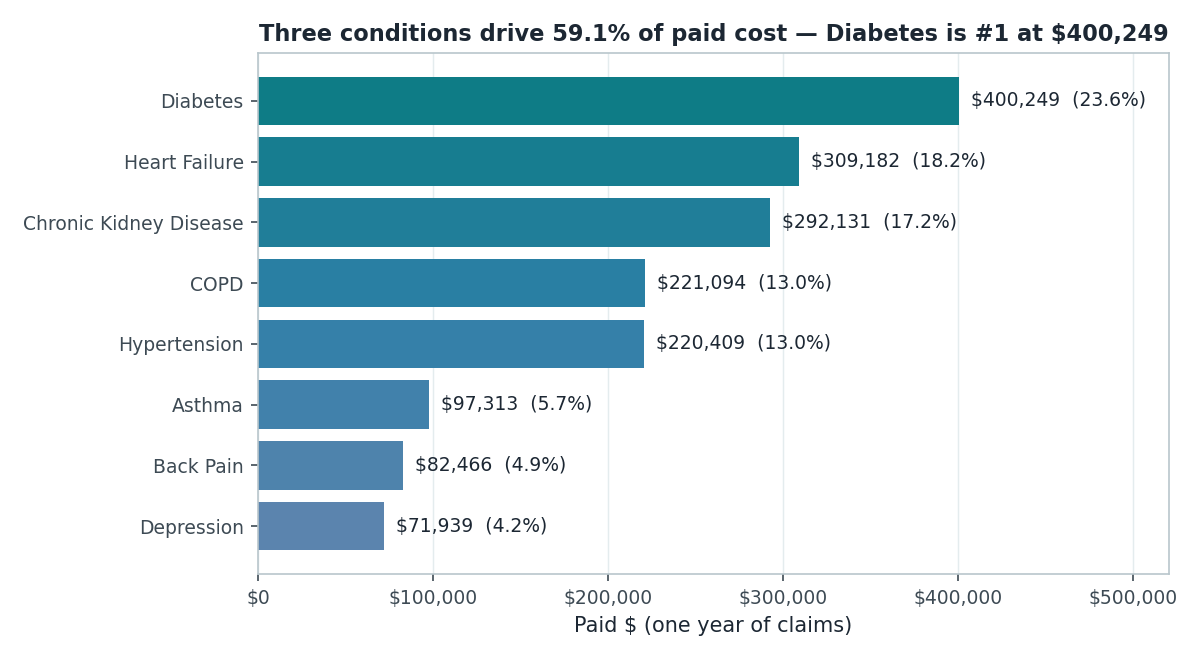 Three conditions drive 59.1% of paid cost — Diabetes is #1 at $400,249
Diabetes $400,249 (23.6%)
Heart Failure $309,182 (18.2%)
Chronic Kidney Disease $292,131 (17.2%)
COPD $221,094 (13.0%)
Hypertension $220,409 (13.0%)
Asthma $97,313 (5.7%)
Back Pain $82,466 (4.9%)
Depression $71,939 (4.2%)
$0 $100,000 $200,000 $300,000 $400,000 $500,000
Paid $ (one year of claims)